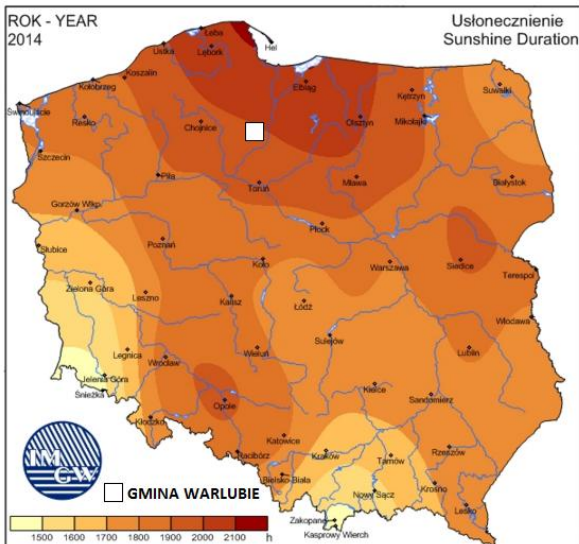 ROK - YEAR
2014
Usłonecznienie
Sunshine Duration
Łeba
Hel
Ustka
Lębork
Koszalin
Kołobrzeg
Elbląg
Suwałki
Kętrzyn
Świnoujście
Resko
Chojnice
Olsztyn
Mikołajki
Szczecin
Piła
Toruń
Mława
Białystok
Gorzów Wlkp.
Płock
Słubice
Poznań
Koło
Warszawa
Siedlce
Terespol
Zielona Góra
Leszno
Kalisz
Łódź
Włodawa
Sulejów
Legnica
Wrocław
Wieluń
Lublin
Jelenia Góra
Śnieżka
Opole
Kielce
Sandomierz
Kłodzko
Katowice
Racibórz
Kraków
Tarnów
Rzeszów
Bielsko-Biała
Nowy Sącz
Krosno
Lesko
Zakopane
Kasprowy Wierch
IM
GW
GMINA WARLUBIE
1500 1600 1700 1800 1900 2000 2100 h